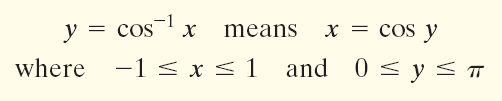 y = cos⁻¹ x means x = cos y
where −1 ≤ x ≤ 1 and 0 ≤ y ≤ π